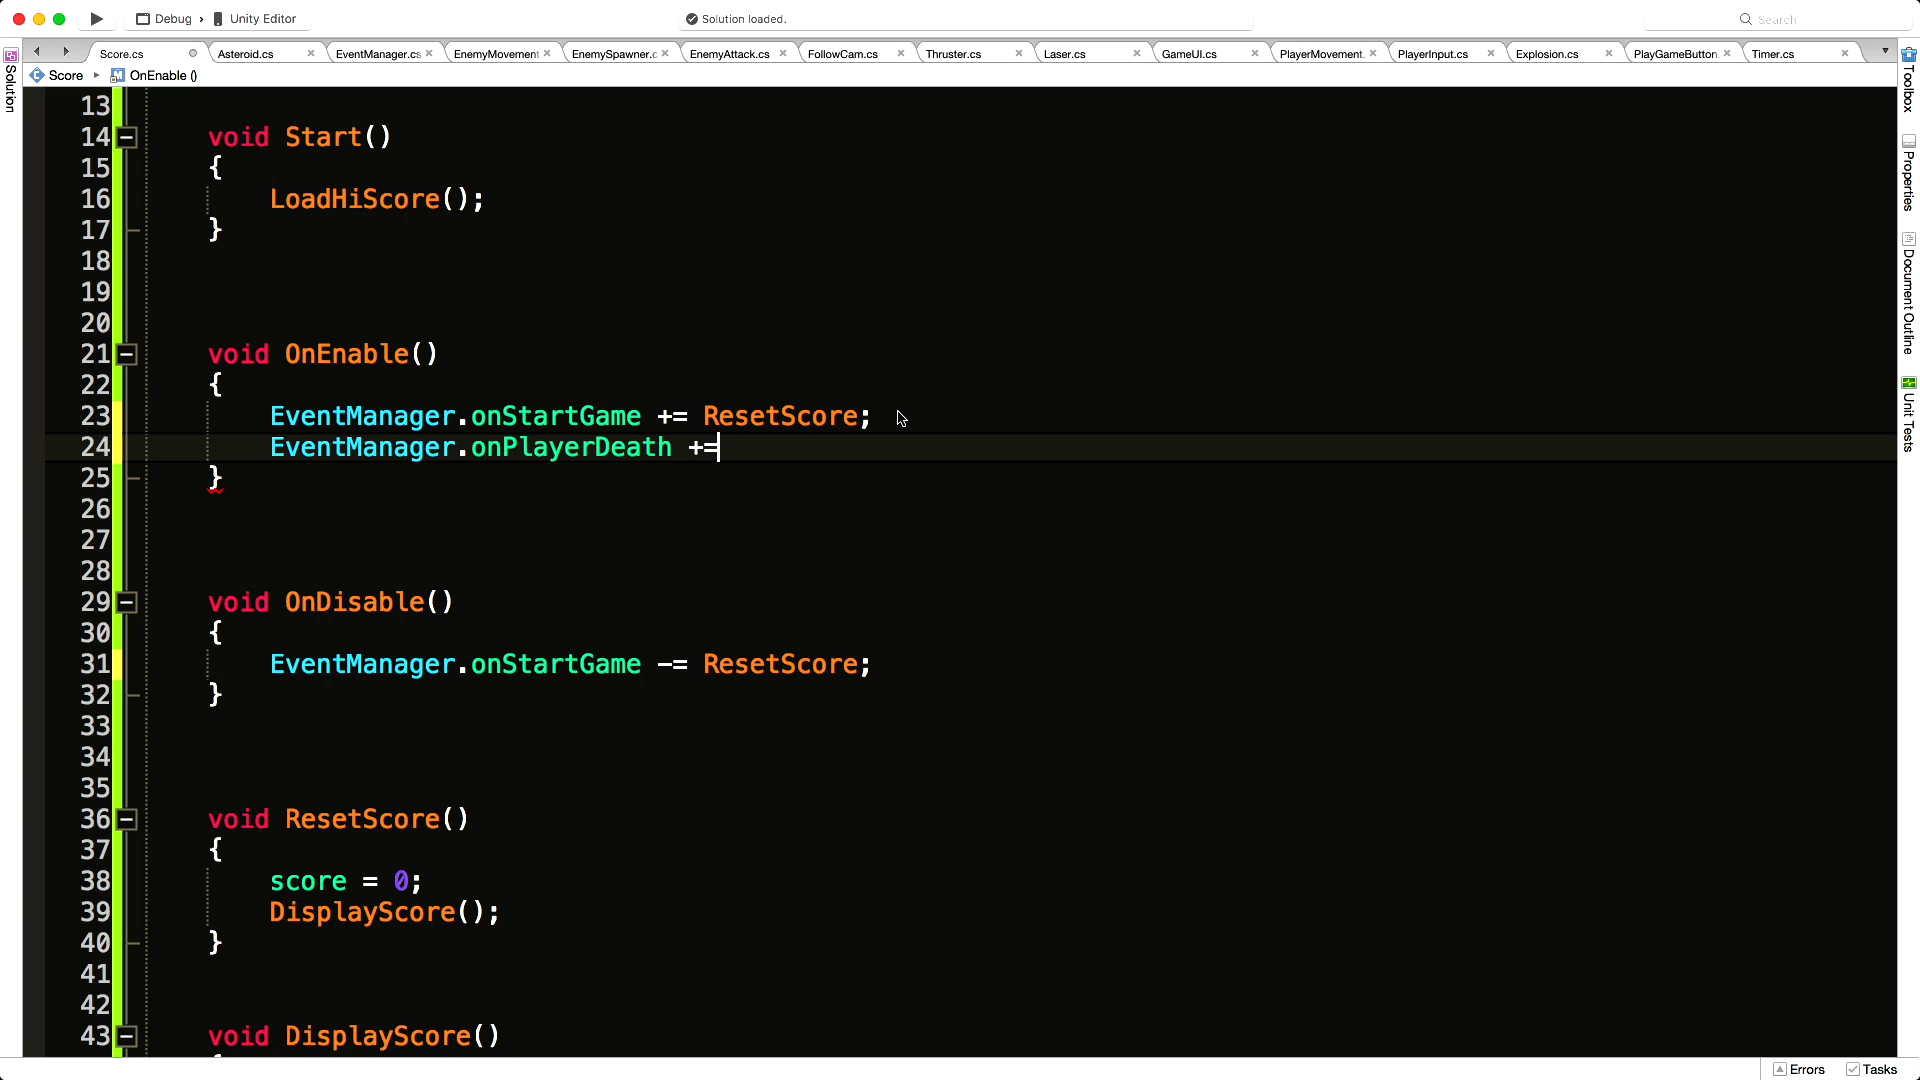 Debug › Unity Editor
Solution loaded.
Search
Score.cs
Asteroid.cs
EventManager.cs
EnemyMovement
EnemySpawner.c
EnemyAttack.cs
FollowCam.cs
Thruster.cs
Laser.cs
GameUI.cs
PlayerMovement.
PlayerInput.cs
Explosion.cs
PlayGameButton.
Timer.cs
Score
OnEnable ()
Solution
Toolbox
Properties
Document Outline
Unit Tests
13
14 void Start()
15 {
16 LoadHiScore();
17 }
18
19
20
21 void OnEnable()
22 {
23 EventManager.onStartGame += ResetScore;
24 EventManager.onPlayerDeath +=
25 }
26
27
28
29 void OnDisable()
30 {
31 EventManager.onStartGame -= ResetScore;
32 }
33
34
35
36 void ResetScore()
37 {
38 score = 0;
39 DisplayScore();
40 }
41
42
43 void DisplayScore()
Errors
Tasks